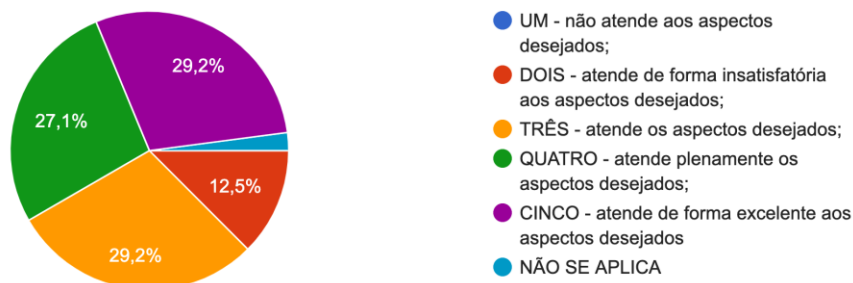 29,2%
27,1%
12,5%
29,2%
UM - não atende aos aspectos
desejados;
DOIS - atende de forma insatisfatória
aos aspectos desejados;
TRÊS - atende os aspectos desejados;
QUATRO - atende plenamente os
aspectos desejados;
CINCO - atende de forma excelente aos
aspectos desejados
NÃO SE APLICA